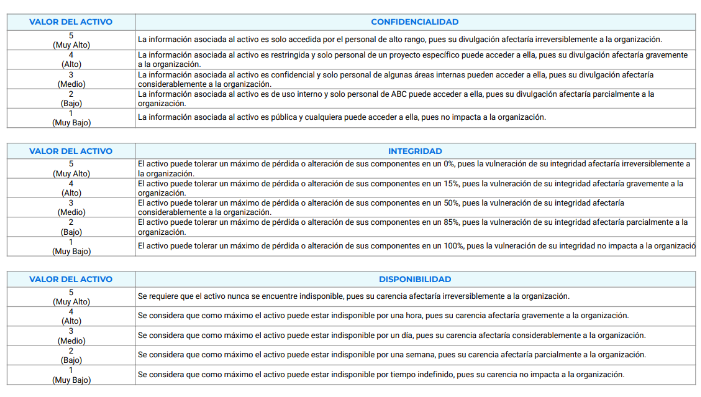 VALOR DEL ACTIVO CONFIDENCIALIDAD
5
(Muy Alto)
La información asociada al activo es solo accedida por el personal de alto rango, pues su divulgación afectaría irreversiblemente a la organización.
4
(Alto)
La información asociada al activo es restringida y solo personal de un proyecto específico puede acceder a ella, pues su divulgación afectaría gravemente
a la organización.
3
(Medio)
La información asociada al activo es confidencial y solo personal de algunas áreas internas pueden acceder a ella, pues su divulgación afectaría
considerablemente a la organización.
2
(Bajo)
La información asociada al activo es de uso interno y solo personal de ABC puede acceder a ella, pues su divulgación afectaría parcialmente a la
organización.
1
(Muy Bajo)
La información asociada al activo es pública y cualquiera puede acceder a ella, pues no impacta a la organización.
VALOR DEL ACTIVO INTEGRIDAD
5
(Muy Alto)
El activo puede tolerar un máximo de pérdida o alteración de sus componentes en un 0%, pues la vulneración de su integridad afectaría irreversiblemente a
la organización.
4
(Alto)
El activo puede tolerar un máximo de pérdida o alteración de sus componentes en un 15%, pues la vulneración de su integridad afectaría gravemente a la
organización.
3
(Medio)
El activo puede tolerar un máximo de pérdida o alteración de sus componentes en un 50%, pues la vulneración de su integridad afectaría
considerablemente a la organización.
2
(Bajo)
El activo puede tolerar un máximo de pérdida o alteración de sus componentes en un 85%, pues la vulneración de su integridad afectaría parcialmente a la
organización.
1
(Muy Bajo)
El activo puede tolerar un máximo de pérdida o alteración de sus componentes en un 100%, pues la vulneración de su integridad no impacta a la organizació
VALOR DEL ACTIVO DISPONIBILIDAD
5
(Muy Alto)
Se requiere que el activo nunca se encuentre indisponible, pues su carencia afectaría irreversiblemente a la organización.
4
(Alto)
Se considera que como máximo el activo puede estar indisponible por una hora, pues su carencia afectaría gravemente a la organización.
3
(Medio)
Se considera que como máximo el activo puede estar indisponible por un día, pues su carencia afectaría considerablemente a la organización.
2
(Bajo)
Se considera que como máximo el activo puede estar indisponible por una semana, pues su carencia afectaría parcialmente a la organización.
1
(Muy Bajo)
Se considera que como máximo el activo puede estar indisponible por tiempo indefinido, pues su carencia no impacta a la organización.